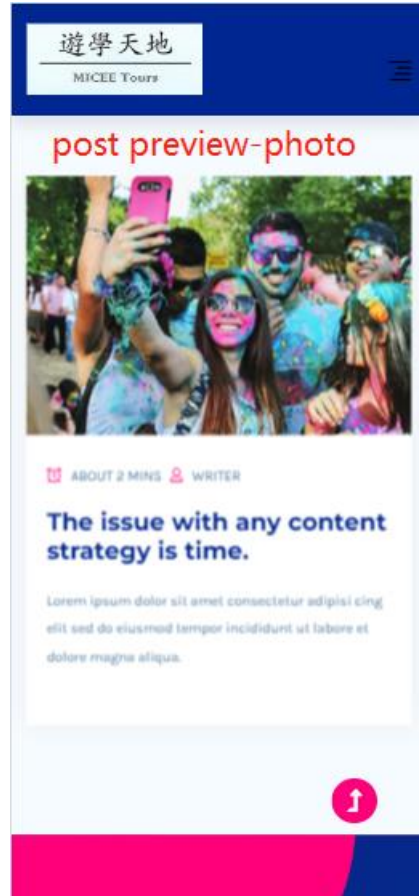 遊學天地
MICEE Tours
post preview-photo
ABOUT 2 MINS WRITER
The issue with any content
strategy is time.
Lorem ipsum dolor sit amet consectetur adipisi cing
elit sed do eiusmod tempor incididunt ut labore et
dolore magna aliqua.